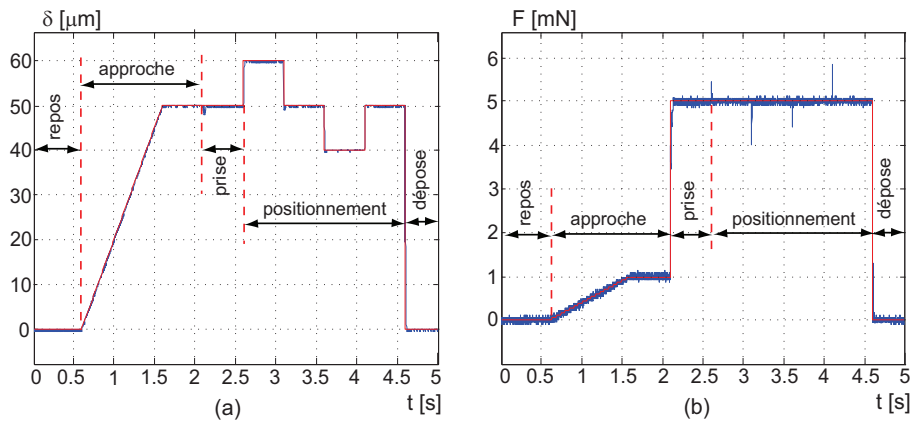 δ [μm]
60
50
40
30
20
10
0
0 0.5 1 1.5 2 2.5 3 3.5 4 4.5 5
t [s]
repos
approche
prise
positionnement
dépose
(a)
F [mN]
6
5
4
3
2
1
0
0 0.5 1 1.5 2 2.5 3 3.5 4 4.5 5
t [s]
repos
approche
prise
positionnement
dépose
(b)